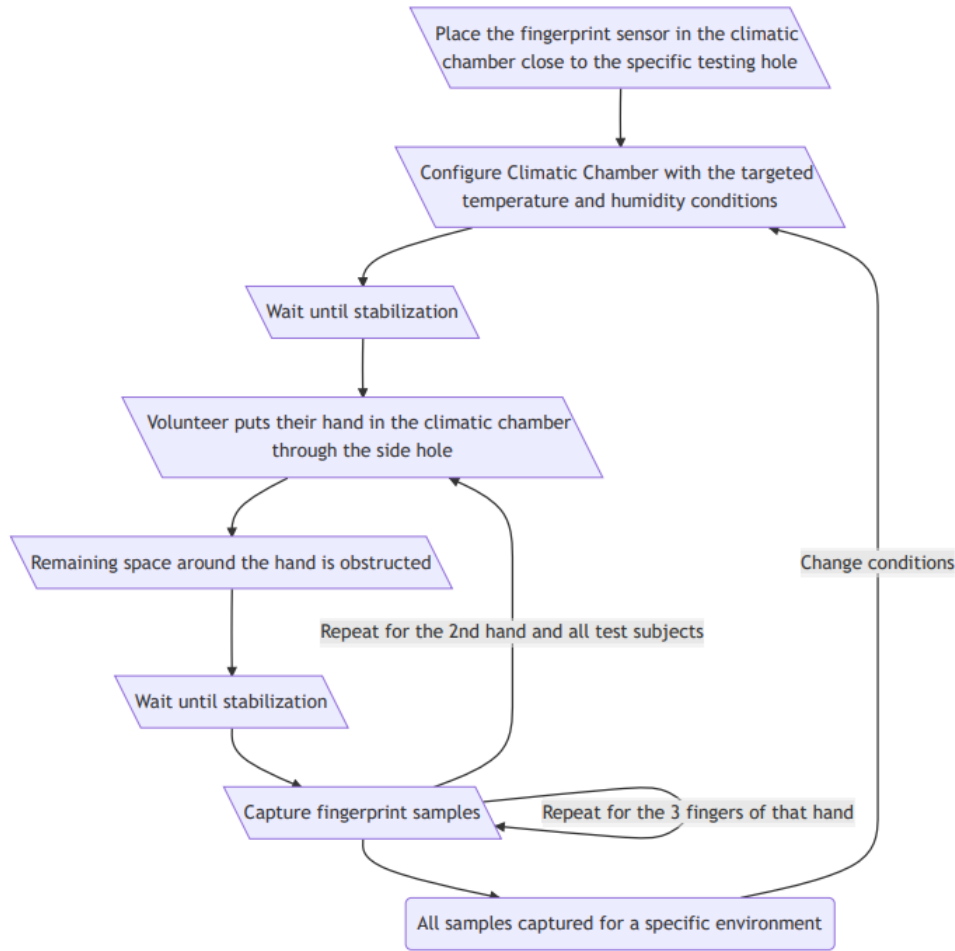 Place the fingerprint sensor in the climatic
chamber close to the specific testing hole
Configure Climatic Chamber with the targeted
temperature and humidity conditions
Wait until stabilization
Volunteer puts their hand in the climatic chamber
through the side hole
Remaining space around the hand is obstructed
Change conditions
Repeat for the 2nd hand and all test subjects
Wait until stabilization
Capture fingerprint samples
Repeat for the 3 fingers of that hand
All samples captured for a specific environment